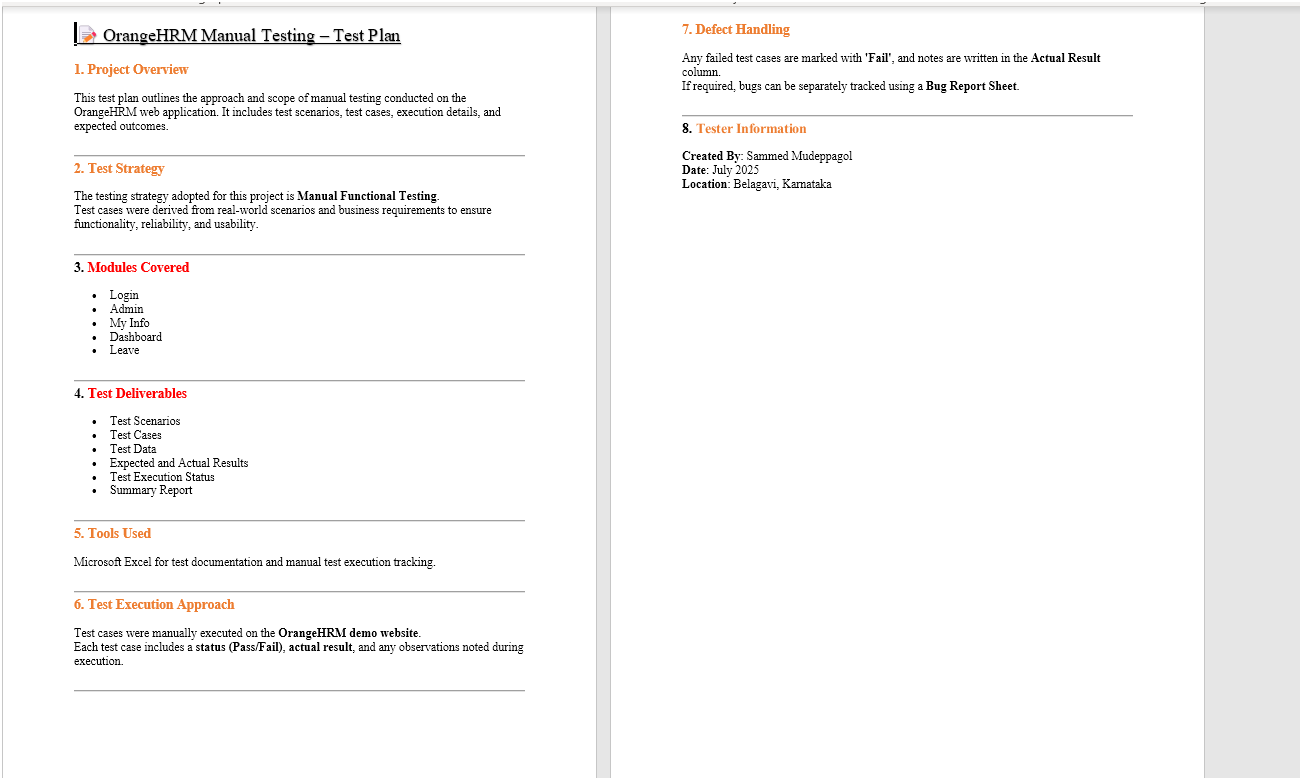 OrangeHRM Manual Testing – Test Plan
1. Project Overview
This test plan outlines the approach and scope of manual testing conducted on the
OrangeHRM web application. It includes test scenarios, test cases, execution details, and
expected outcomes.
2. Test Strategy
The testing strategy adopted for this project is Manual Functional Testing.
Test cases were derived from real-world scenarios and business requirements to ensure
functionality, reliability, and usability.
3. Modules Covered
• Login
• Admin
• My Info
• Dashboard
• Leave
4. Test Deliverables
• Test Scenarios
• Test Cases
• Test Data
• Expected and Actual Results
• Test Execution Status
• Summary Report
5. Tools Used
Microsoft Excel for test documentation and manual test execution tracking.
6. Test Execution Approach
Test cases were manually executed on the OrangeHRM demo website.
Each test case includes a status (Pass/Fail), actual result, and any observations noted during
execution.
7. Defect Handling
Any failed test cases are marked with 'Fail', and notes are written in the Actual Result
column.
If required, bugs can be separately tracked using a Bug Report Sheet.
8. Tester Information
Created By: Sammed Mudeppagol
Date: July 2025
Location: Belagavi, Karnataka